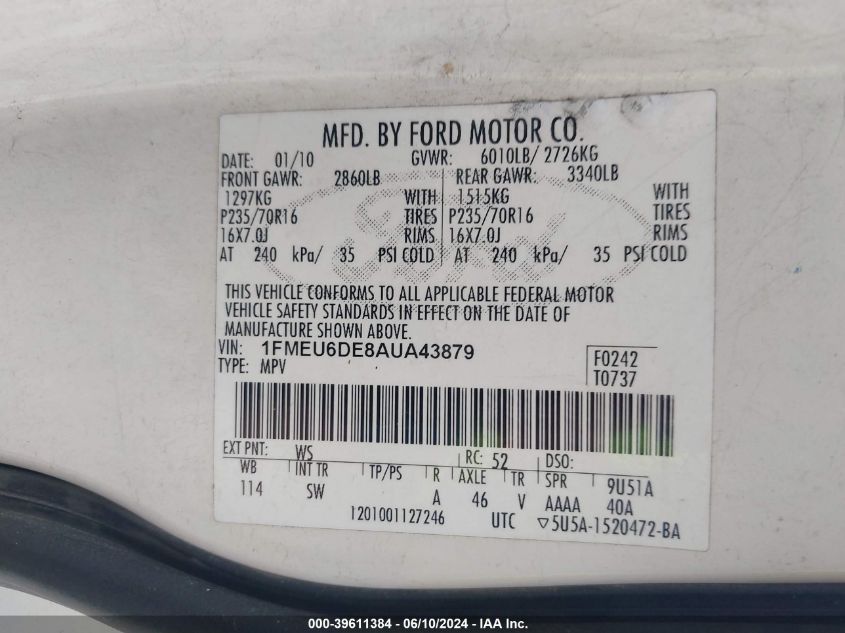 MFD. BY FORD MOTOR CO.
DATE: 01/10 GVWR: 6010LB/ 2726KG
FRONT GAWR: 2860LB REAR GAWR: 3340LB
1297KG WITH 1515KG WITH
P235/70R16 TIRES P235/70R16 TIRES
16X7.0J RIMS 16X7.0J RIMS
AT 240 kPa/ 35 PSI COLD AT 240 kPa/ 35 PSI COLD
Ford
THIS VEHICLE CONFORMS TO ALL APPLICABLE FEDERAL MOTOR
VEHICLE SAFETY STANDARDS IN EFFECT ON THE DATE OF
MANUFACTURE SHOWN ABOVE.
VIN: 1FMEU6DE8AUA43879
TYPE: MPV
F0242
T0737
EXT PNT: WS RC: 52 DSO:
WB INT TR TP/PS R AXLE TR SPR 9U51A
114 SW A 46 V AAAA 40A
1201001127246 UTC ▽5U5A-1520472-BA
000-39611384 - 06/10/2024 - IAA Inc.